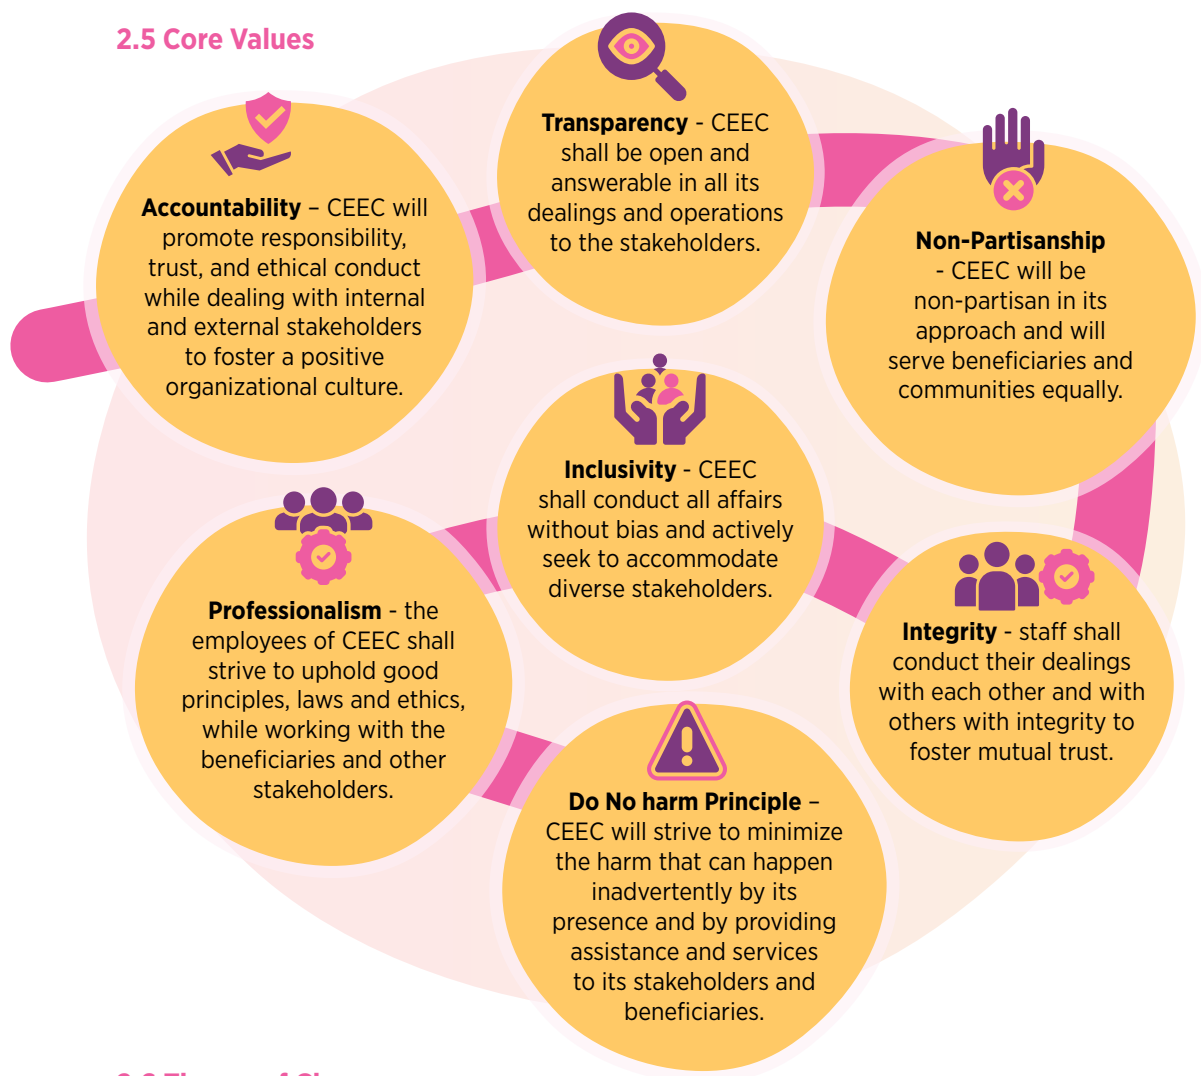 2.5 Core Values
Accountability – CEEC will
promote responsibility,
trust, and ethical conduct
while dealing with internal
and external stakeholders
to foster a positive
organizational culture.
Transparency - CEEC
shall be open and
answerable in all its
dealings and operations
to the stakeholders.
Non-Partisanship
- CEEC will be
non-partisan in its
approach and will
serve beneficiaries and
communities equally.
Integrity - staff shall
conduct their dealings
with each other and with
others with integrity to
foster mutual trust.
Inclusivity - CEEC
shall conduct all affairs
without bias and actively
seek to accommodate
diverse stakeholders.
Professionalism - the
employees of CEEC shall
strive to uphold good
principles, laws and ethics,
while working with the
beneficiaries and other
stakeholders.
Do No harm Principle –
CEEC will strive to minimize
the harm that can happen
inadvertently by its
presence and by providing
assistance and services
to its stakeholders and
beneficiaries.